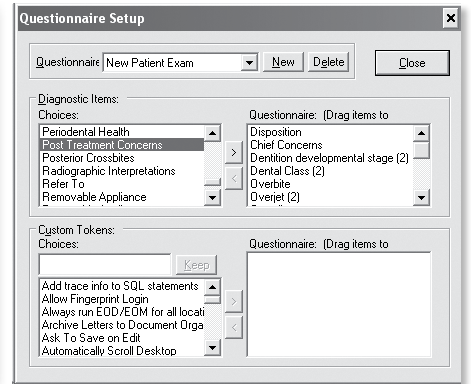 Questionnaire Setup
Questionnaire New Patient Exam New Delete Close
Diagnostic Items:
Choices: Questionnaire: (Drag items to
Periodental Health
Post Treatment Concerns
Posterior Crossbites
Radiographic Interpretations
Refer To
Removable Appliance
>
<
Disposition
Chief Concerns
Dentition developmental stage (2)
Dental Class (2)
Overbite
Overjet (2)
Custom Tokens:
Choices: Questionnaire: (Drag items to
Keep
Add trace info to SQL statements
Allow Fingerprint Login
Always run EOD/EOM for all locati
Archive Letters to Document Orga
Ask To Save on Edit
Automatically Scroll Desktop
>
<